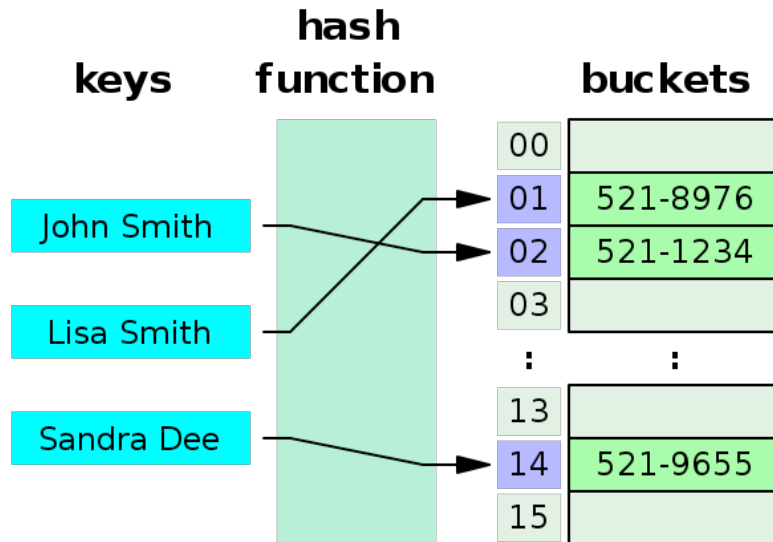 hash
keys function buckets
00
01 521-8976
John Smith
02 521-1234
03
Lisa Smith
: :
13
Sandra Dee
14 521-9655
15